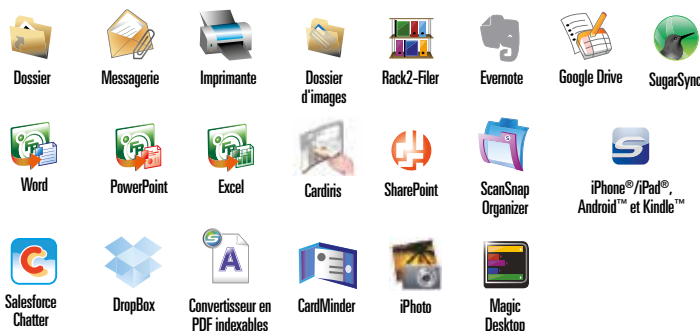 Dossier
Messagerie
Imprimante
Dossier
d'images
Rack2-Filer
Evernote
Google Drive
SugarSync
Word
PowerPoint
Excel
Cardiris
SharePoint
ScanSnap
Organizer
iPhone®/iPad®,
Android™ et Kindle™
Salesforce
Chatter
DropBox
Convertisseur en
PDF indexables
CardMinder
iPhoto
Magic
Desktop